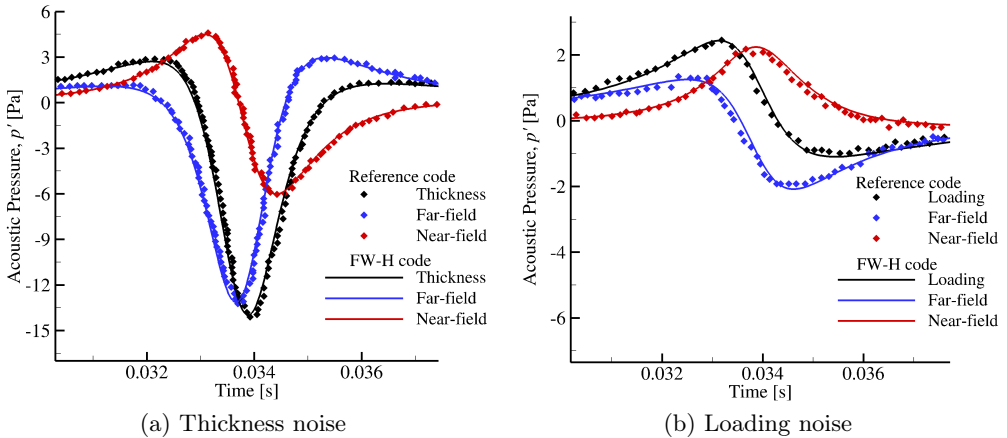 6
3
0
-3
-6
-9
-12
-15
Acoustic Pressure, p′ [Pa]
Reference code
Thickness
Far-field
Near-field
FW-H code
Thickness
Far-field
Near-field
0.032 0.034 0.036
Time [s]
(a) Thickness noise
2
0
-2
-4
-6
Acoustic Pressure, p′ [Pa]
Reference code
Loading
Far-field
Near-field
FW-H code
Loading
Far-field
Near-field
0.032 0.034 0.036
Time [s]
(b) Loading noise